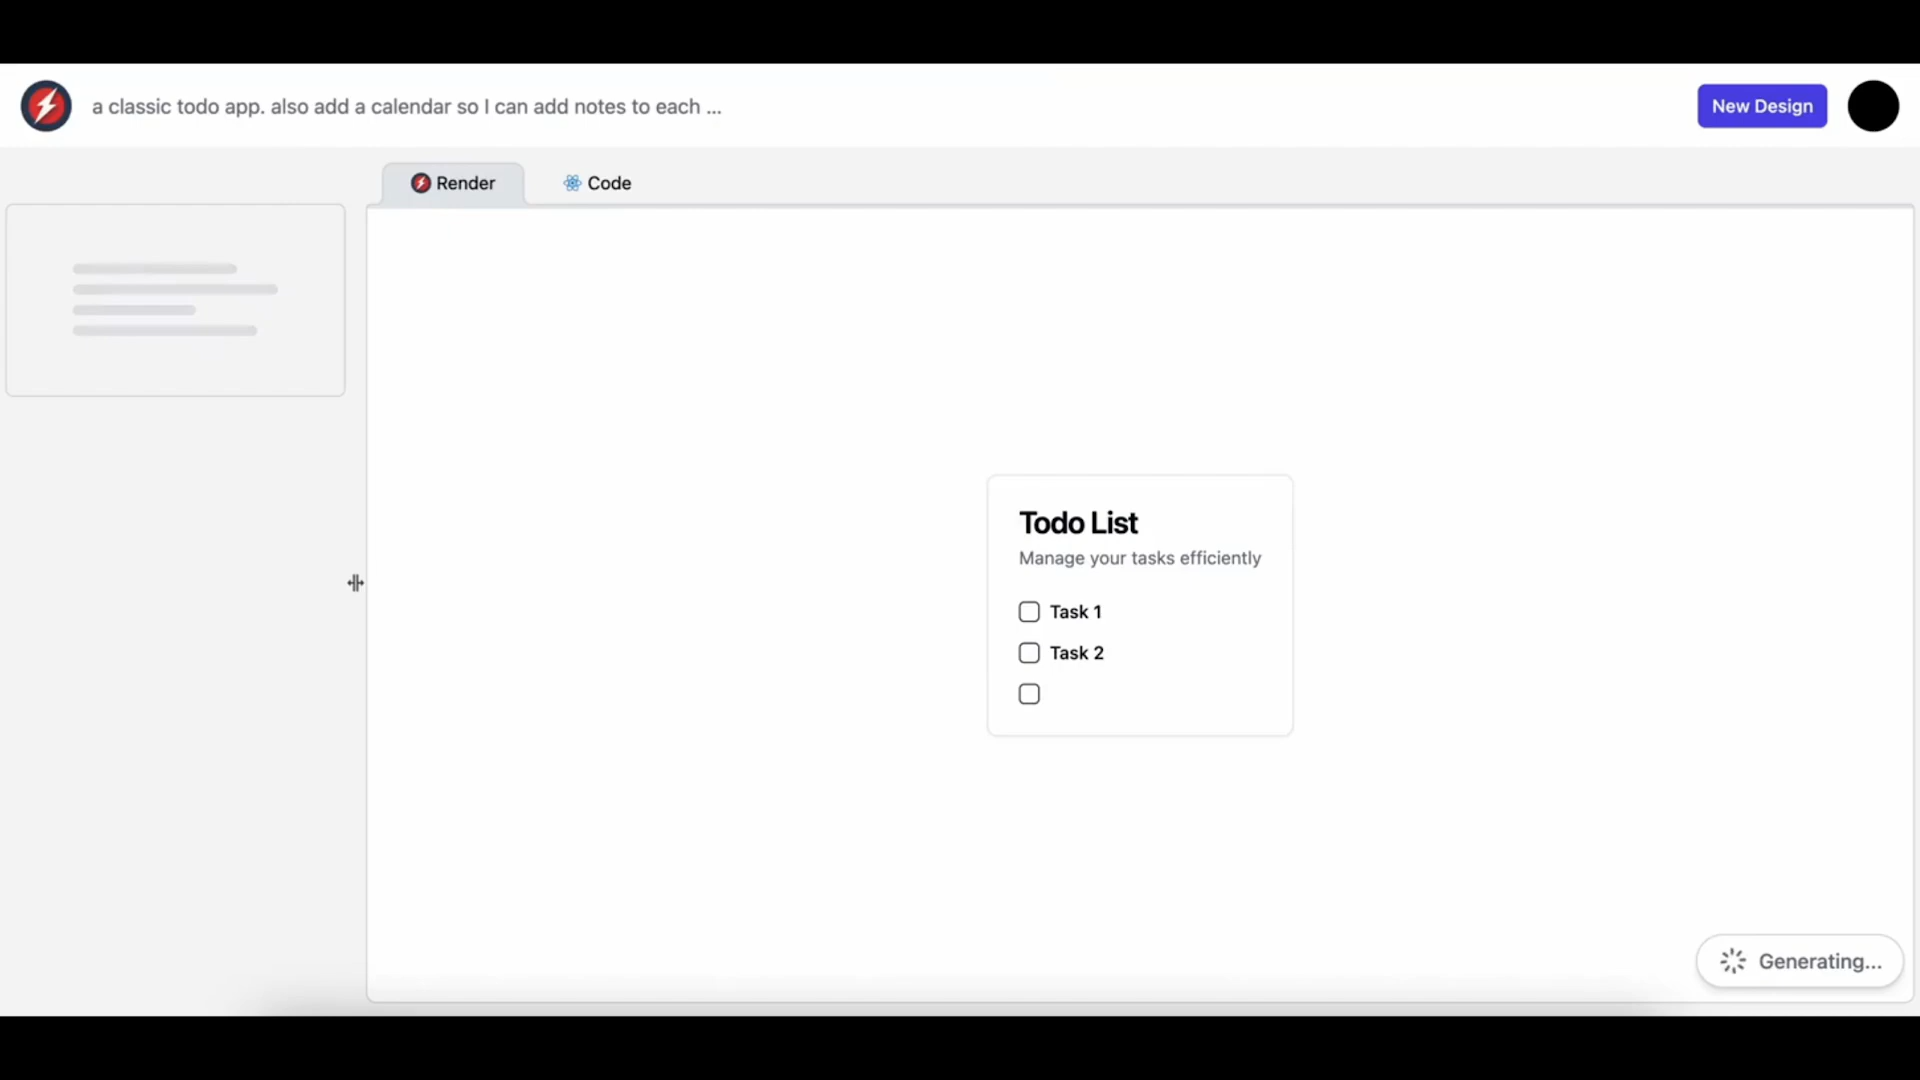 a classic todo app. also add a calendar so I can add notes to each ...
New Design
Render
Code
Todo List
Manage your tasks efficiently
Task 1
Task 2
Generating...